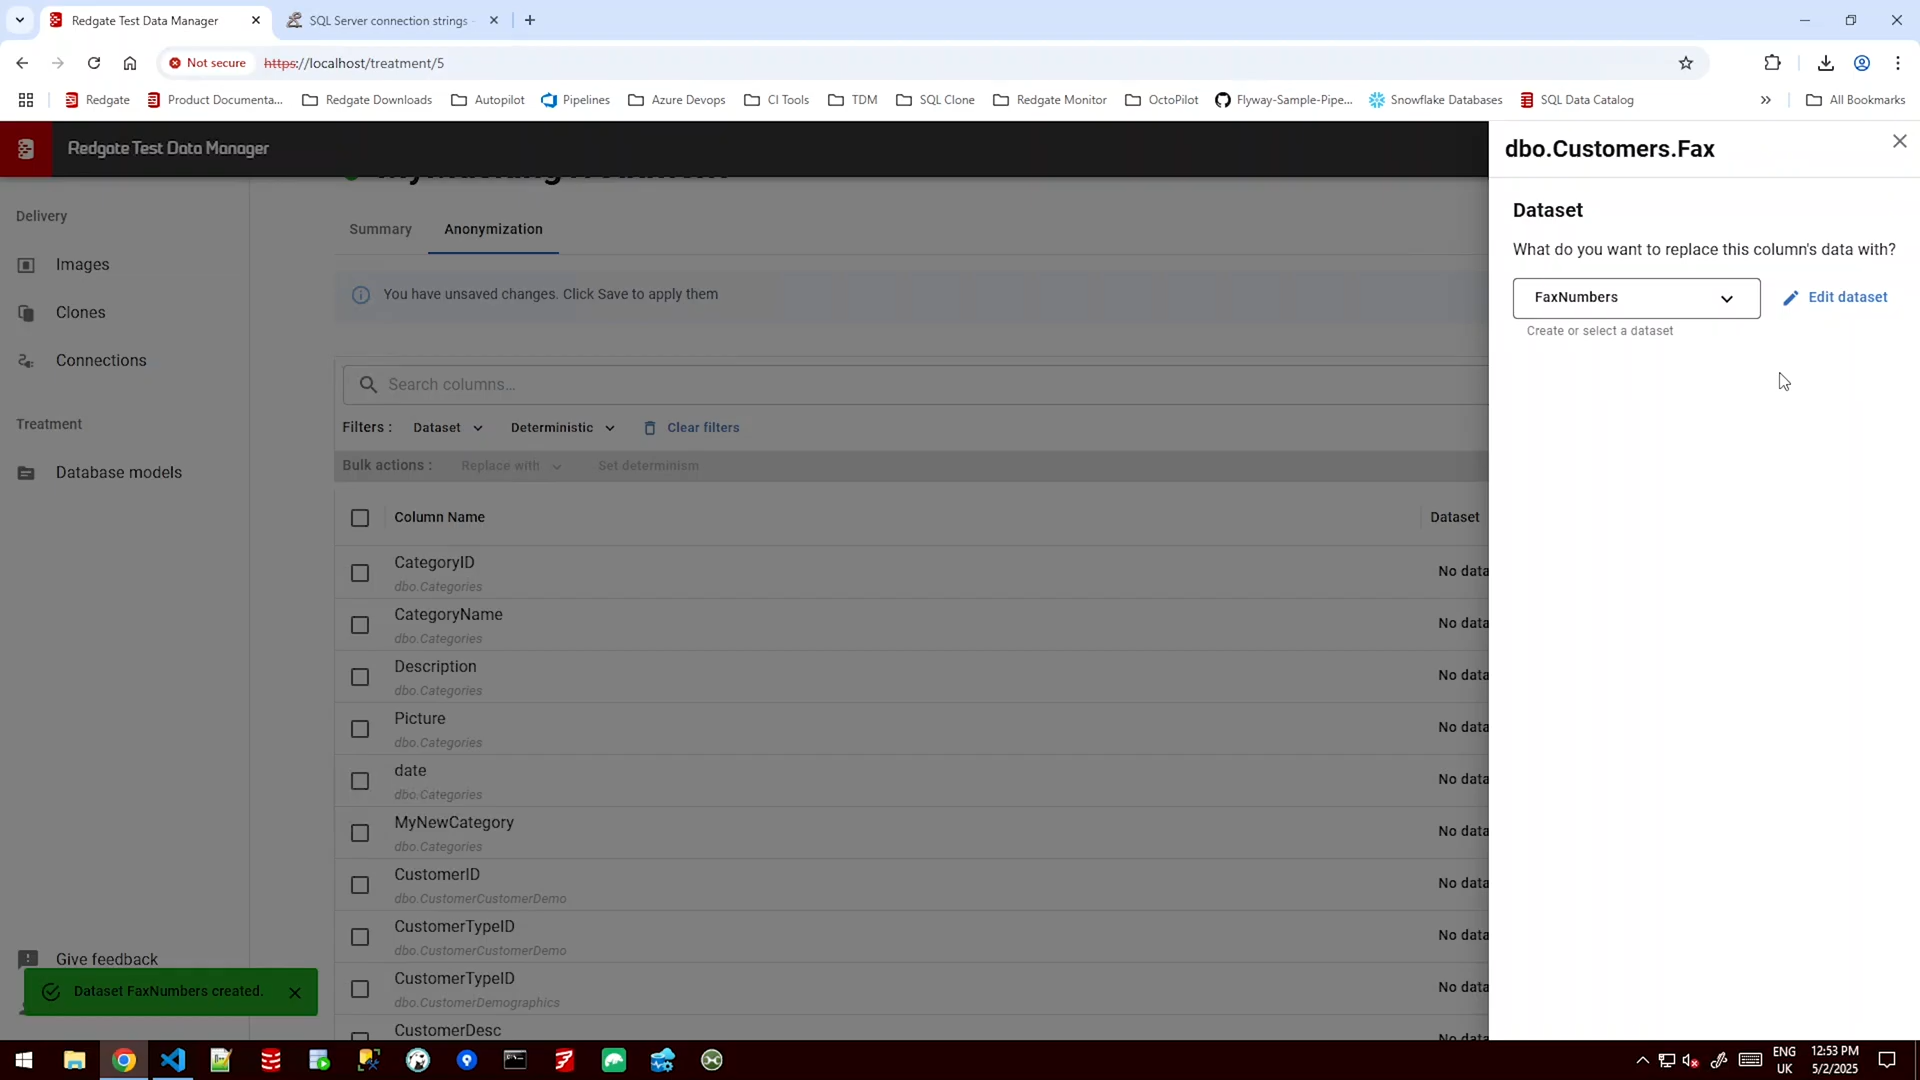 Redgate Test Data Manager
SQL Server connection strings
Not secure https://localhost/treatment/5
Redgate
Product Documenta...
Redgate Downloads
Autopilot
Pipelines
Azure Devops
CI Tools
TDM
SQL Clone
Redgate Monitor
OctoPilot
Flyway-Sample-Pipe...
Snowflake Databases
SQL Data Catalog
All Bookmarks
Redgate Test Data Manager
Delivery
Images
Clones
Connections
Treatment
Database models
Give feedback
Dataset FaxNumbers created.
Summary
Anonymization
You have unsaved changes. Click Save to apply them
Search columns...
Filters :
Dataset
Deterministic
Clear filters
Bulk actions :
Replace with
Set determinism
Column Name
Dataset
CategoryID
dbo.Categories
No data
CategoryName
dbo.Categories
No data
Description
dbo.Categories
No data
Picture
dbo.Categories
No data
date
dbo.Categories
No data
MyNewCategory
dbo.Categories
No data
CustomerID
dbo.CustomerCustomerDemo
No data
CustomerTypeID
dbo.CustomerCustomerDemo
No data
CustomerTypeID
dbo.CustomerDemographics
No data
CustomerDesc
dbo.Customers.Fax
Dataset
What do you want to replace this column's data with?
FaxNumbers
Edit dataset
Create or select a dataset
ENG
UK
12:53 PM
5/2/2025